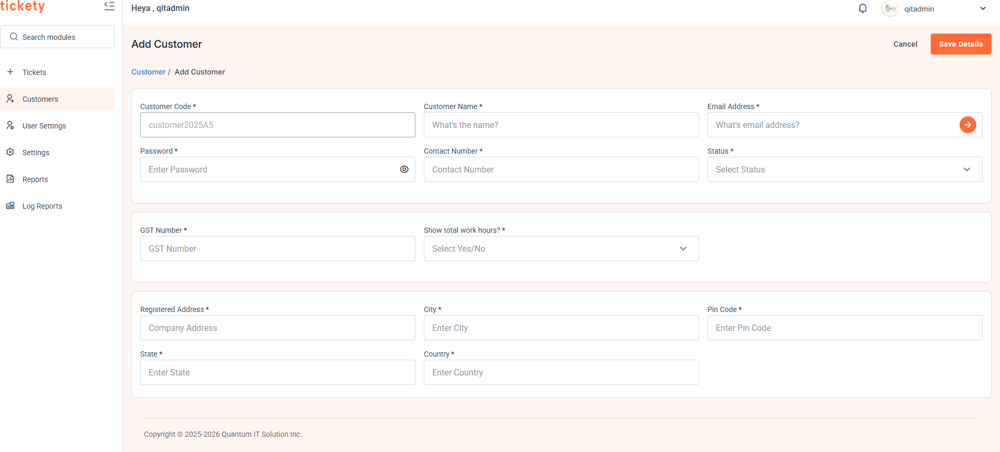 tickety
Heya , qitadmin
qitadmin
Search modules
Tickets
Customers
User Settings
Settings
Reports
Log Reports
Add Customer
Cancel
Save Details
Customer / Add Customer
Customer Code *
Customer Name *
Email Address *
customer2025A5
What's the name?
What's email address?
Password *
Contact Number *
Status *
Enter Password
Contact Number
Select Status
GST Number *
Show total work hours? *
GST Number
Select Yes/No
Registered Address *
City *
Pin Code *
Company Address
Enter City
Enter Pin Code
State *
Country *
Enter State
Enter Country
Copyright © 2025-2026 Quantum IT Solution Inc.